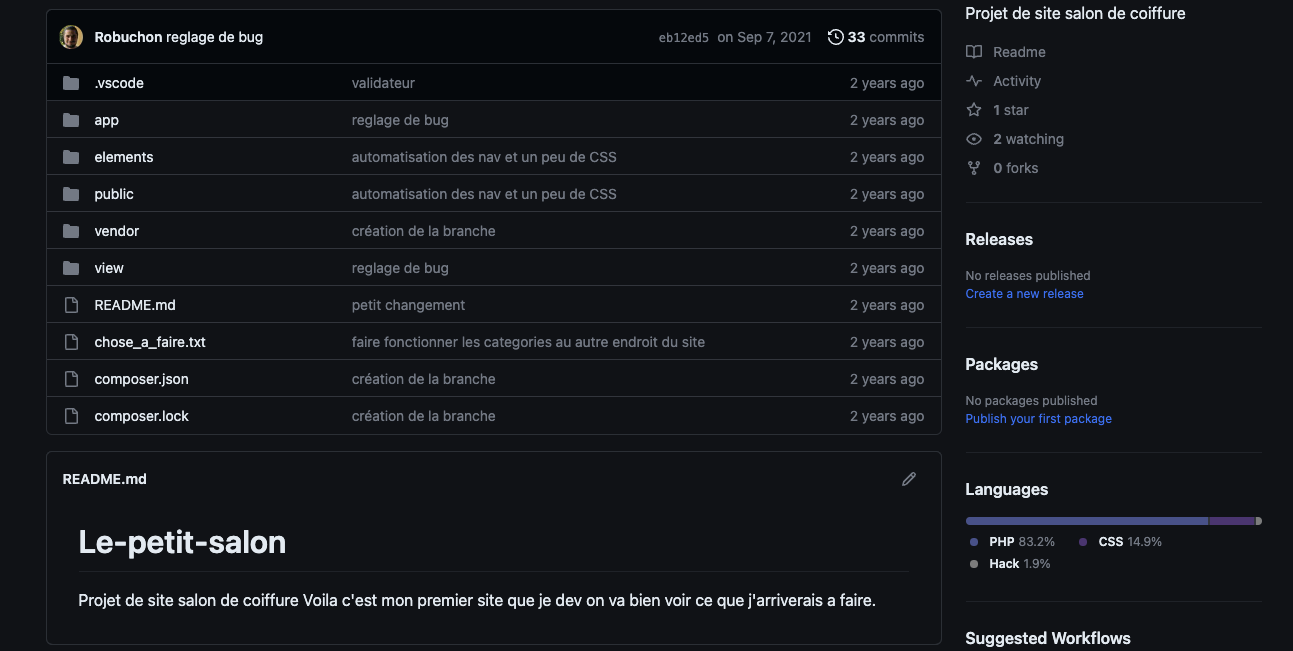 Robuchon reglage de bug eb12ed5 on Sep 7, 2021 33 commits
.vscode validateur 2 years ago
app reglage de bug 2 years ago
elements automatisation des nav et un peu de CSS 2 years ago
public automatisation des nav et un peu de CSS 2 years ago
vendor création de la branche 2 years ago
view reglage de bug 2 years ago
README.md petit changement 2 years ago
chose_a_faire.txt faire fonctionner les categories au autre endroit du site 2 years ago
composer.json création de la branche 2 years ago
composer.lock création de la branche 2 years ago
README.md
Le-petit-salon
Projet de site salon de coiffure Voila c'est mon premier site que je dev on va bien voir ce que j'arriverais a faire.
Projet de site salon de coiffure
Readme
Activity
1 star
2 watching
0 forks
Releases
No releases published
Create a new release
Packages
No packages published
Publish your first package
Languages
PHP 83.2% CSS 14.9%
Hack 1.9%
Suggested Workflows